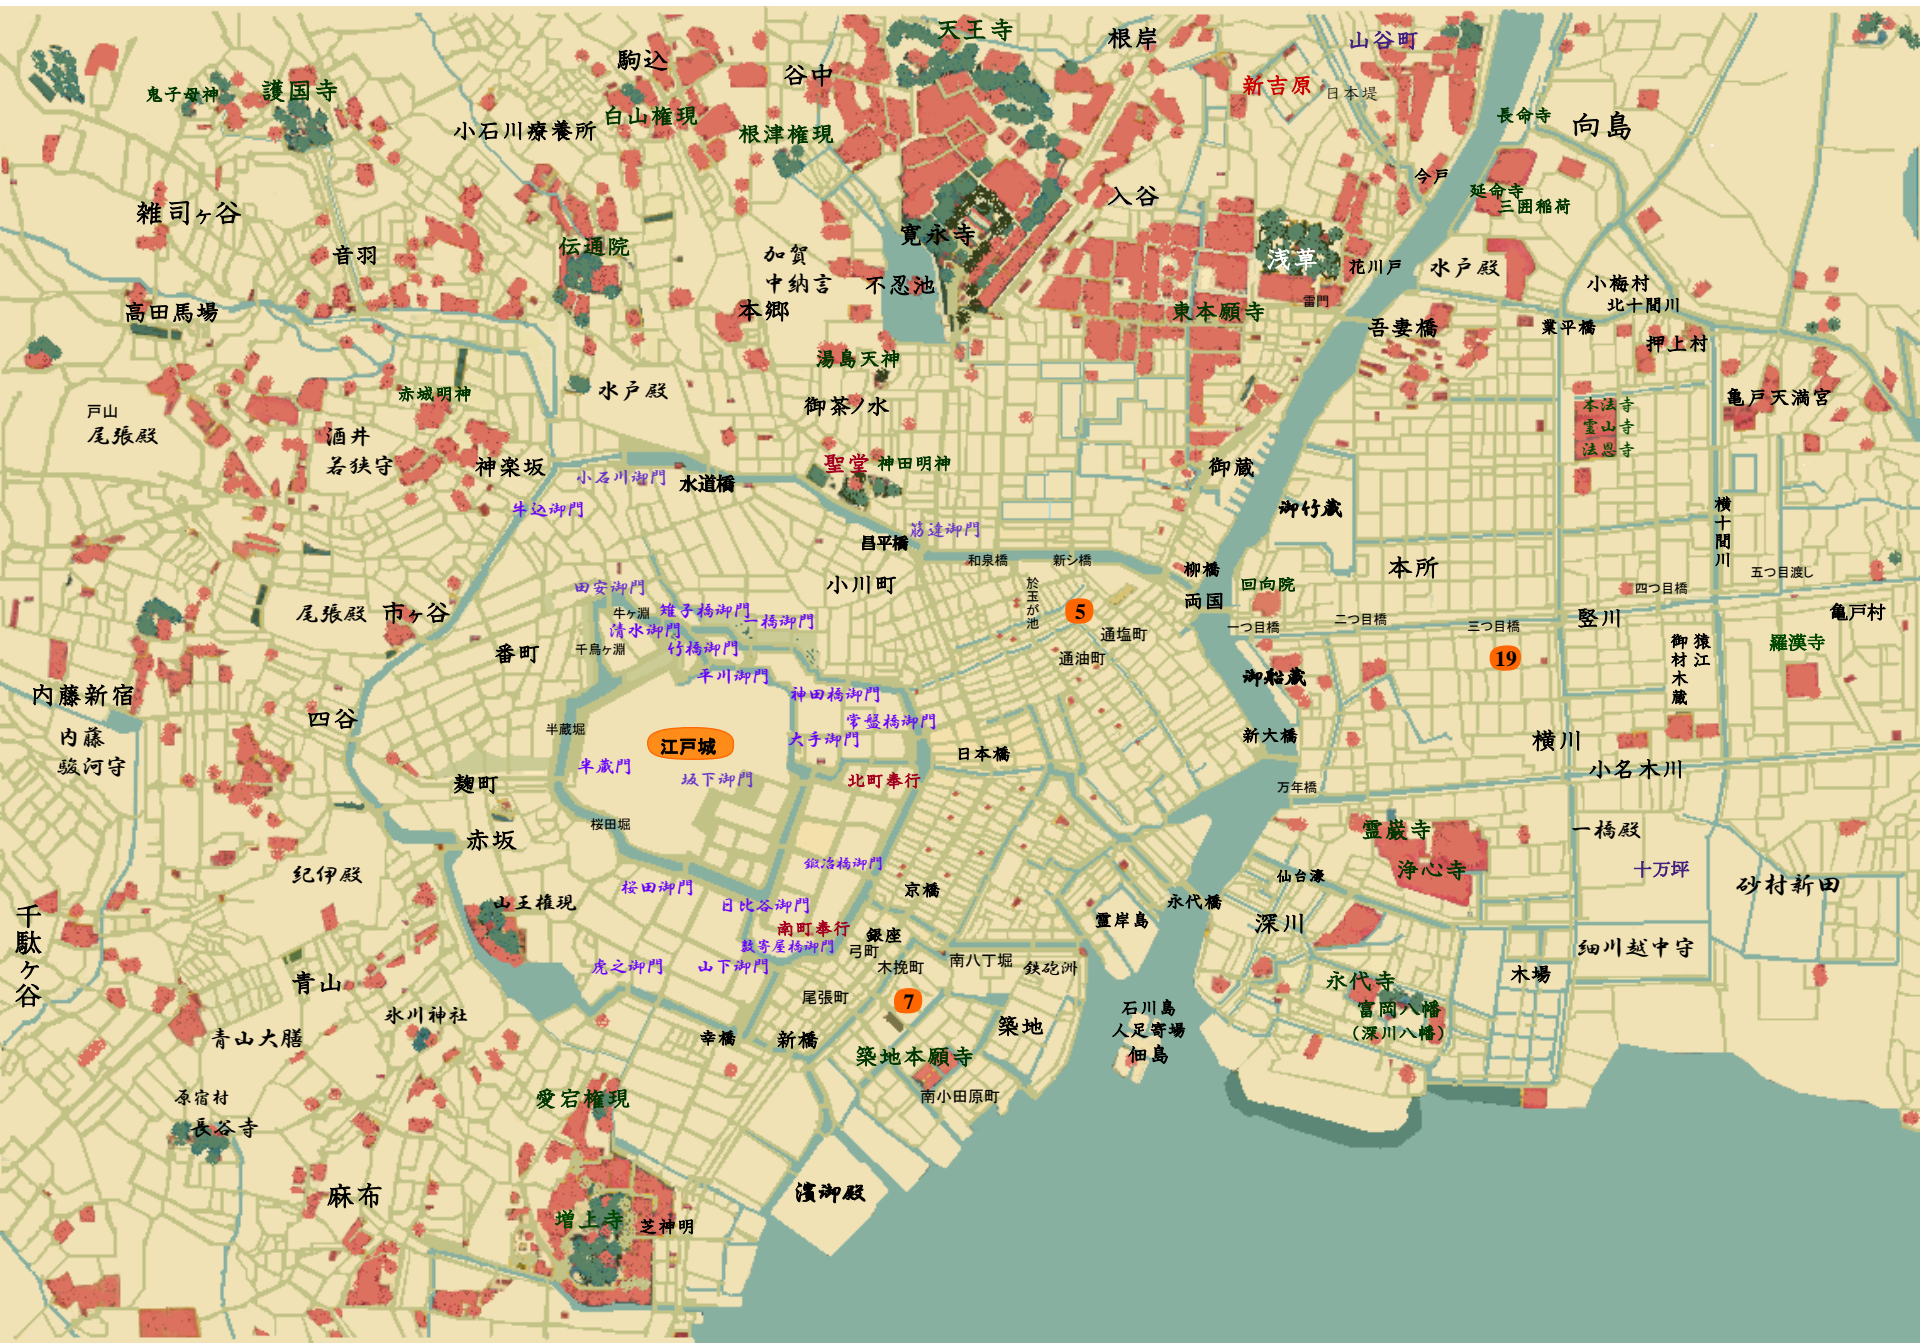 天王寺
根岸
山谷町
駒込
谷中
新吉原
日本堤
鬼子母神
護国寺
白山権現
小石川療養所
根津権現
長命寺
向島
今戸
延命寺
三囲稲荷
入谷
雑司ヶ谷
音羽
伝通院
加賀
中納言
寛永寺
不忍池
浅草
花川戸
水戸殿
小梅村
北十間川
高田馬場
本郷
東本願寺
雷門
吾妻橋
業平橋
押上村
湯島天神
赤城明神
水戸殿
御茶ノ水
戸山
尾張殿
酒井
若狭守
亀戸天満宮
本法寺
霊山寺
法恩寺
神楽坂
小石川御門
水道橋
聖堂
神田明神
御蔵
御竹蔵
横十間川
牛込御門
筋違御門
昌平橋
和泉橋
新シ橋
柳橋
両国
回向院
本所
五つ目渡し
四つ目橋
田安御門
小川町
於玉が池
5
通塩町
通油町
一つ目橋
二つ目橋
三つ目橋
竪川
亀戸村
尾張殿
市ヶ谷
牛ヶ淵
雉子橋御門
一橋御門
清水御門
竹橋御門
千鳥ヶ淵
番町
平川御門
神田橋御門
19
猿江
御材木蔵
羅漢寺
御船蔵
内藤新宿
四谷
半蔵堀
江戸城
常盤橋御門
大手御門
日本橋
新大橋
横川
内藤
駿河守
半蔵門
坂下御門
北町奉行
小名木川
麹町
万年橋
桜田堀
赤坂
霊巌寺
一橋殿
紀伊殿
鍛冶橋御門
浄心寺
十万坪
砂村新田
桜田御門
京橋
仙台濠
山王権現
日比谷御門
永代橋
霊岸島
深川
千駄ヶ谷
南町奉行
銀座
数寄屋橋御門
弓町
細川越中守
虎之御門
山下御門
木挽町
南八丁堀
鉄砲洲
木場
青山
尾張町
7
永代寺
富岡八幡
(深川八幡)
氷川神社
石川島
人足寄場
佃島
青山大膳
幸橋
新橋
築地
築地本願寺
南小田原町
原宿村
長谷寺
愛宕権現
麻布
濱御殿
増上寺
芝神明